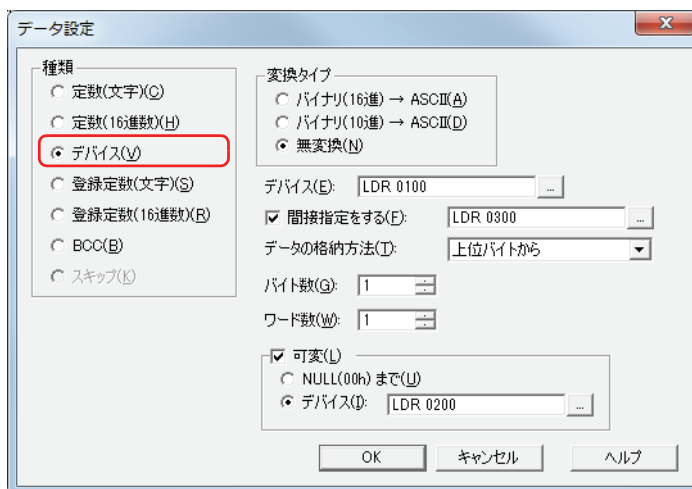 データ設定
種類
定数(文字)(C)
定数(16進数)(H)
デバイス(V)
登録定数(文字)(S)
登録定数(16進数)(R)
BCC(B)
スキップ(K)
変換タイプ
バイナリ(16進) → ASCII(A)
バイナリ(10進) → ASCII(D)
無変換(N)
デバイス(E): LDR 0100 ...
間接指定をする(F): LDR 0300 ...
データの格納方法(T): 上位バイトから
バイト数(G): 1
ワード数(W): 1
可変(L)
NULL(00h) まで(U)
デバイス(I): LDR 0200 ...
OK キャンセル ヘルプ